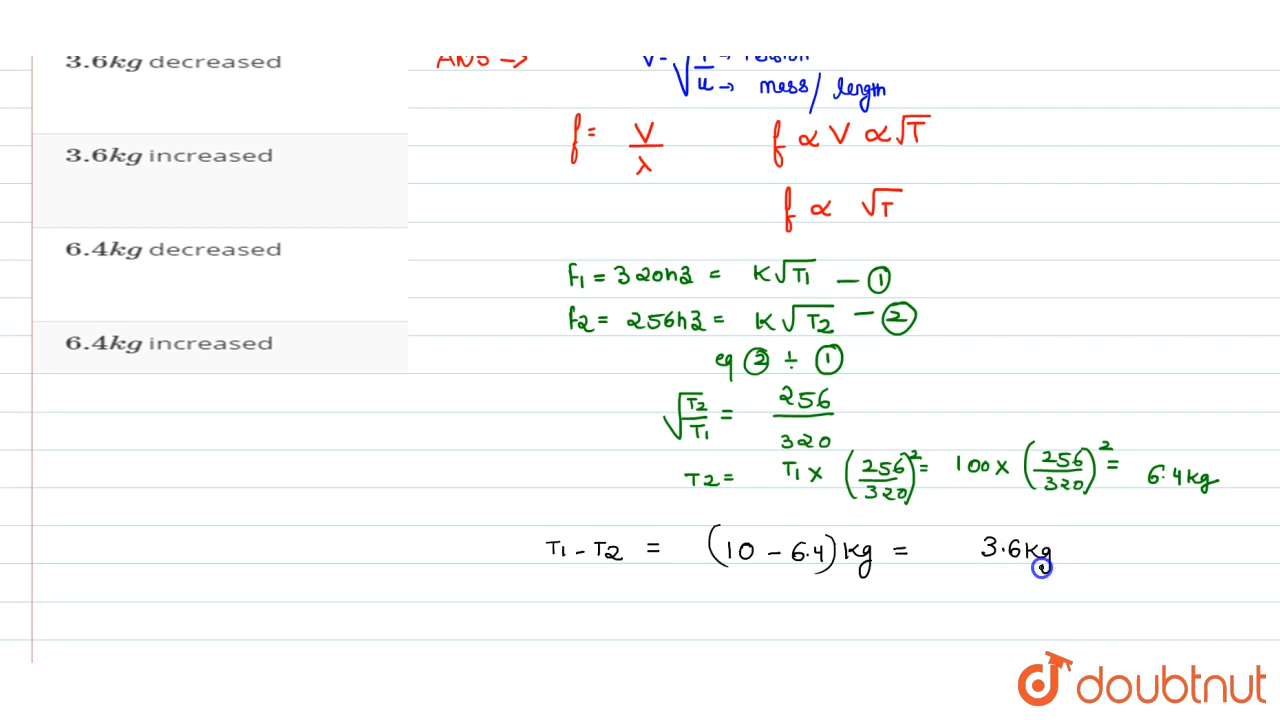 3.6kg decreased
3.6kg increased
6.4kg decreased
6.4kg increased
ANS →
V = √T → Tension
u → mess / length
f = V / λ f ∝ V ∝ √T
f ∝ √T
F1 = 320hz = K√T1 — ①
F2 = 256hz = K√T2 — ②
eq ② ÷ ①
√T2/T1 = 256/320
T2 = T1 × (256/320)² = 100 × (256/320)² = 6.4kg
T1 - T2 = (10 - 6.4) kg = 3.6kg
doubtnut